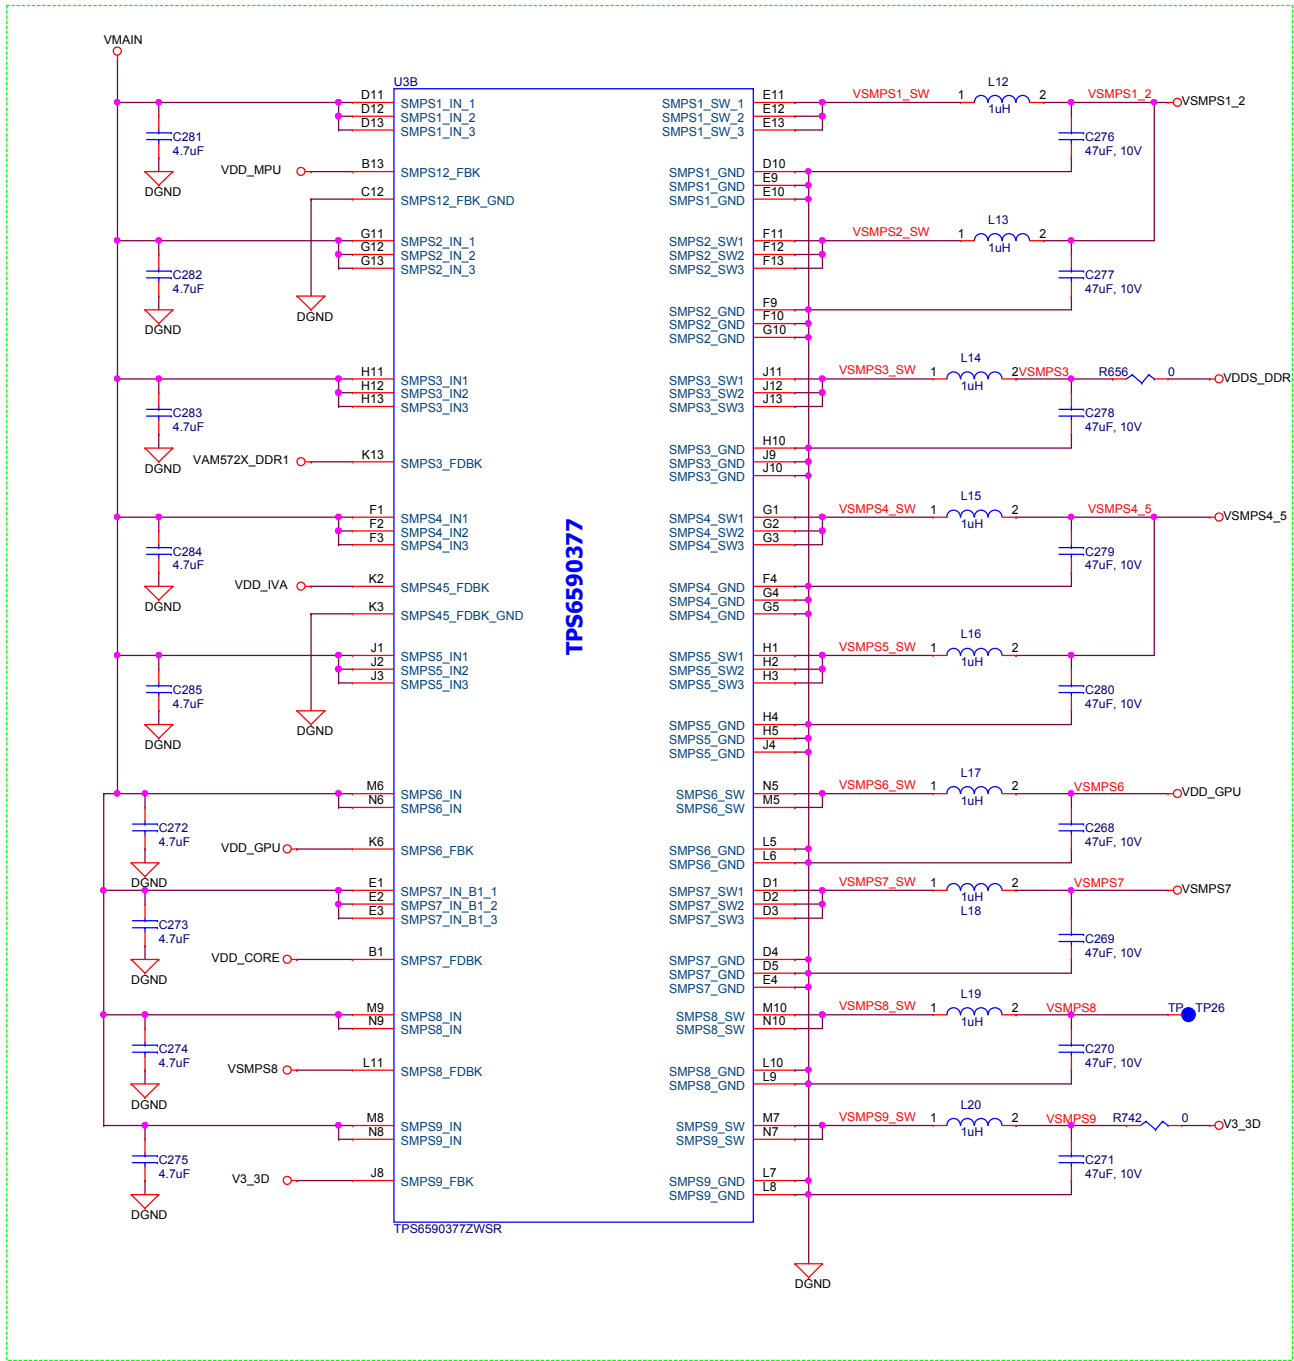 VMAIN
U3B
D11 SMPS1_IN_1 SMPS1_SW_1 E11 VSMPS1_SW 1 L12 2 VSMPS1_2 VSMPS1_2
D12 SMPS1_IN_2 SMPS1_SW_2 E12 1uH
D13 SMPS1_IN_3 SMPS1_SW_3 E13
C281 C276
4.7uF 47uF, 10V
DGND
VDD_MPU B13 SMPS12_FBK SMPS1_GND D10
SMPS1_GND E9
C12 SMPS12_FBK_GND SMPS1_GND E10
G11 SMPS2_IN_1 SMPS2_SW1 F11 VSMPS2_SW 1 L13 2
G12 SMPS2_IN_2 SMPS2_SW2 F12 1uH
G13 SMPS2_IN_3 SMPS2_SW3 F13
C282 C277
4.7uF 47uF, 10V
DGND DGND
SMPS2_GND F9
SMPS2_GND F10
SMPS2_GND G10
H11 SMPS3_IN1 SMPS3_SW1 J11 VSMPS3_SW 1 L14 2 VSMPS3 R656 0 VDDS_DDR
H12 SMPS3_IN2 SMPS3_SW2 J12 1uH
H13 SMPS3_IN3 SMPS3_SW3 J13
C283 C278
4.7uF 47uF, 10V
DGND
SMPS3_GND H10
VAM572X_DDR1 K13 SMPS3_FDBK SMPS3_GND J9
SMPS3_GND J10
F1 SMPS4_IN1 SMPS4_SW1 G1 VSMPS4_SW 1 L15 2 VSMPS4_5 VSMPS4_5
F2 SMPS4_IN2 SMPS4_SW2 G2 1uH
F3 SMPS4_IN3 SMPS4_SW3 G3
C284 C279
4.7uF 47uF, 10V
DGND
TPS6590377
VDD_IVA K2 SMPS45_FDBK SMPS4_GND F4
SMPS4_GND G4
K3 SMPS45_FDBK_GND SMPS4_GND G5
J1 SMPS5_IN1 SMPS5_SW1 H1 VSMPS5_SW 1 L16 2
J2 SMPS5_IN2 SMPS5_SW2 H2 1uH
J3 SMPS5_IN3 SMPS5_SW3 H3
C285 C280
4.7uF 47uF, 10V
DGND DGND
SMPS5_GND H4
SMPS5_GND H5
SMPS5_GND J4
M6 SMPS6_IN SMPS6_SW N5 VSMPS6_SW 1 L17 2 VSMPS6 VDD_GPU
N6 SMPS6_IN SMPS6_SW M5 1uH
C272 C268
4.7uF 47uF, 10V
DGND
VDD_GPU K6 SMPS6_FBK SMPS6_GND L5
SMPS6_GND L6
E1 SMPS7_IN_B1_1 SMPS7_SW1 D1 VSMPS7_SW 1 2 VSMPS7 VSMPS7
E2 SMPS7_IN_B1_2 SMPS7_SW2 D2 1uH
E3 SMPS7_IN_B1_3 SMPS7_SW3 D3 L18
C273 C269
4.7uF 47uF, 10V
DGND
VDD_CORE B1 SMPS7_FDBK SMPS7_GND D4
SMPS7_GND D5
SMPS7_GND E4
M9 SMPS8_IN SMPS8_SW M10 VSMPS8_SW 1 L19 2 VSMPS8 TP TP26
N9 SMPS8_IN SMPS8_SW N10 1uH
C274 C270
4.7uF 47uF, 10V
DGND
VSMPS8 L11 SMPS8_FDBK SMPS8_GND L10
SMPS8_GND L9
M8 SMPS9_IN SMPS9_SW M7 VSMPS9_SW 1 L20 2 VSMPS9 R742 0 V3_3D
N8 SMPS9_IN SMPS9_SW N7 1uH
C275 C271
4.7uF 47uF, 10V
DGND
V3_3D J8 SMPS9_FBK SMPS9_GND L7
SMPS9_GND L8
TPS6590377ZWSR
DGND